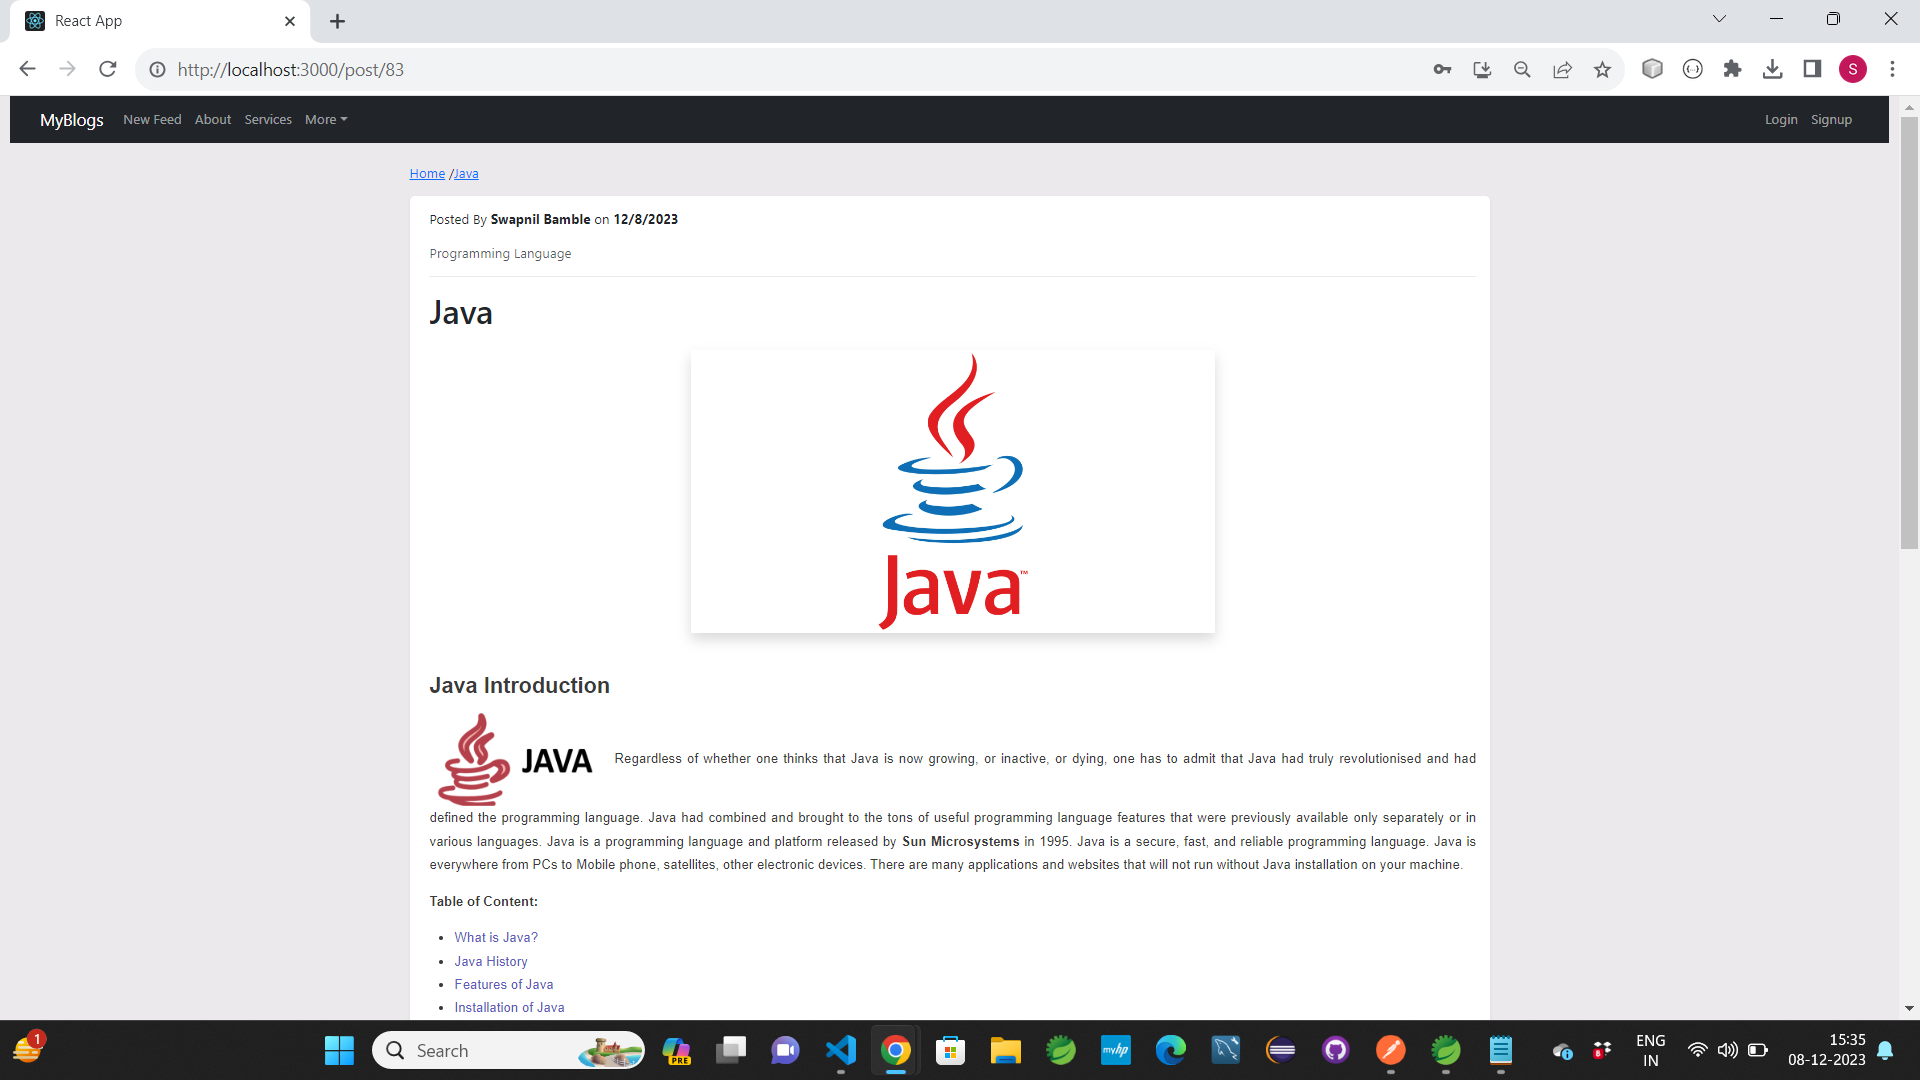 React App
http://localhost:3000/post/83
S
MyBlogs New Feed About Services More Login Signup
Home /Java
Posted By Swapnil Bamble on 12/8/2023
Programming Language
Java
Java™
Java Introduction
JAVA Regardless of whether one thinks that Java is now growing, or inactive, or dying, one has to admit that Java had truly revolutionised and had
defined the programming language. Java had combined and brought to the tons of useful programming language features that were previously available only separately or in
various languages. Java is a programming language and platform released by Sun Microsystems in 1995. Java is a secure, fast, and reliable programming language. Java is
everywhere from PCs to Mobile phone, satellites, other electronic devices. There are many applications and websites that will not run without Java installation on your machine.
Table of Content:
• What is Java?
• Java History
• Features of Java
• Installation of Java
1 Search PRE myhp 8 ENG 15:35
IN 08-12-2023